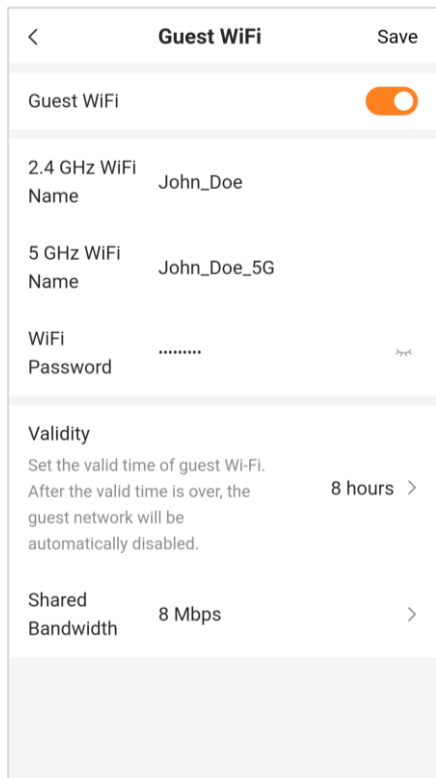 Guest WiFi
Save
Guest WiFi
2.4 GHz WiFi
Name
John_Doe
5 GHz WiFi
Name
John_Doe_5G
WiFi
Password
.........
Validity
Set the valid time of guest Wi-Fi.
After the valid time is over, the
guest network will be
automatically disabled.
8 hours
Shared
Bandwidth
8 Mbps